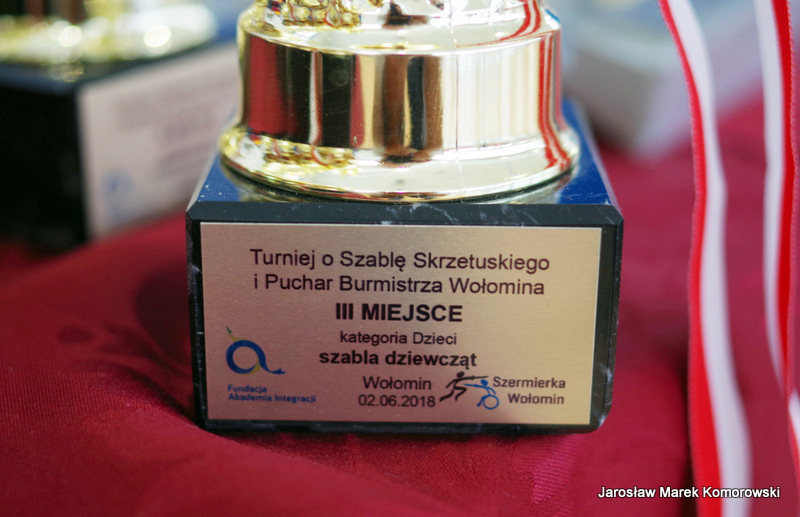 Turniej o Szablę Skrzetuskiego
i Puchar Burmistrza Wołomina
III MIEJSCE
kategoria Dzieci
szabla dziewcząt
Fundacja
Akademia Integracji
Wołomin
02.06.2018
Szermierka
Wołomin
Jarosław Marek Komorowski